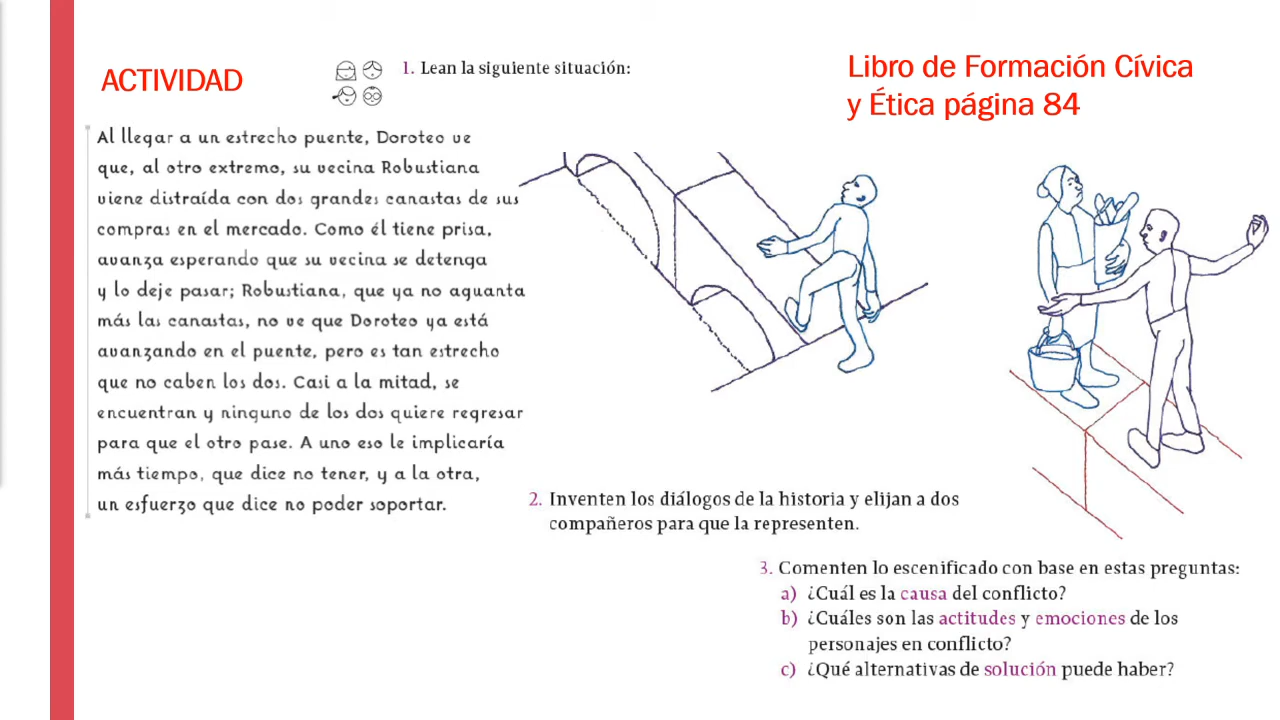 ACTIVIDAD
1. Lean la siguiente situación:
Libro de Formación Cívica
y Ética página 84
Al llegar a un estrecho puente, Doroteo ve
que, al otro extremo, su vecina Robustiana
viene distraída con dos grandes canastas de sus
compras en el mercado. Como él tiene prisa,
avanza esperando que su vecina se detenga
y lo deje pasar; Robustiana, que ya no aguanta
más las canastas, no ve que Doroteo ya está
avanzando en el puente, pero es tan estrecho
que no caben los dos. Casi a la mitad, se
encuentran y ninguno de los dos quiere regresar
para que el otro pase. A uno eso le implicaría
más tiempo, que dice no tener, y a la otra,
un esfuerzo que dice no poder soportar.
2. Inventen los diálogos de la historia y elijan a dos
compañeros para que la representen.
3. Comenten lo escenificado con base en estas preguntas:
a) ¿Cuál es la causa del conflicto?
b) ¿Cuáles son las actitudes y emociones de los
personajes en conflicto?
c) ¿Qué alternativas de solución puede haber?